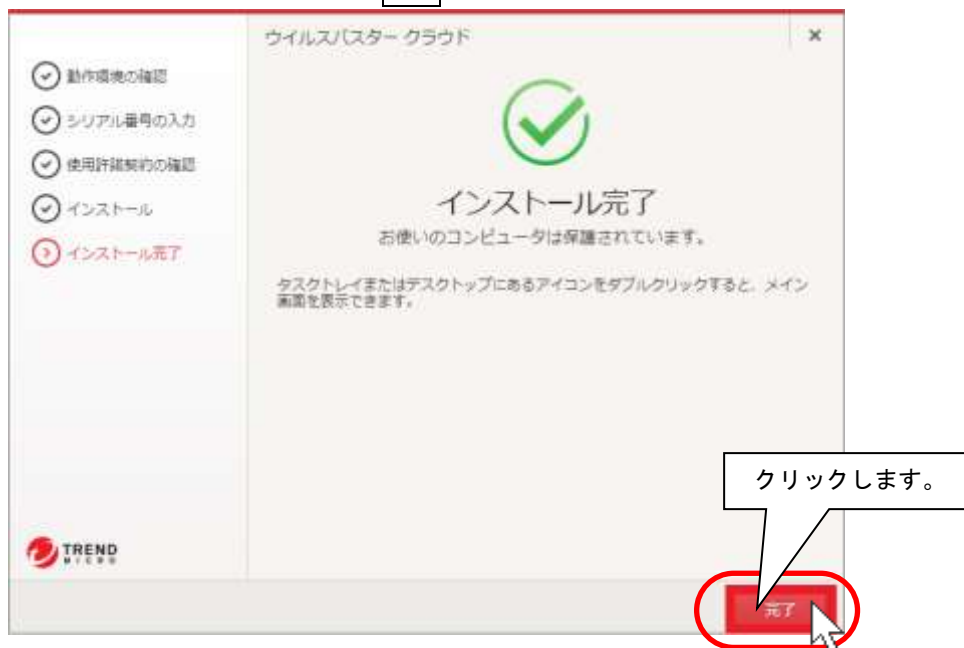 ウイルスバスター クラウド
×
動作環境の確認
シリアル番号の入力
使用許諾契約の確認
インストール
インストール完了
インストール完了
お使いのコンピュータは保護されています。
タスクトレイまたはデスクトップにあるアイコンをダブルクリックすると、メイン
画面を表示できます。
クリックします。
TREND
MICRO
完了